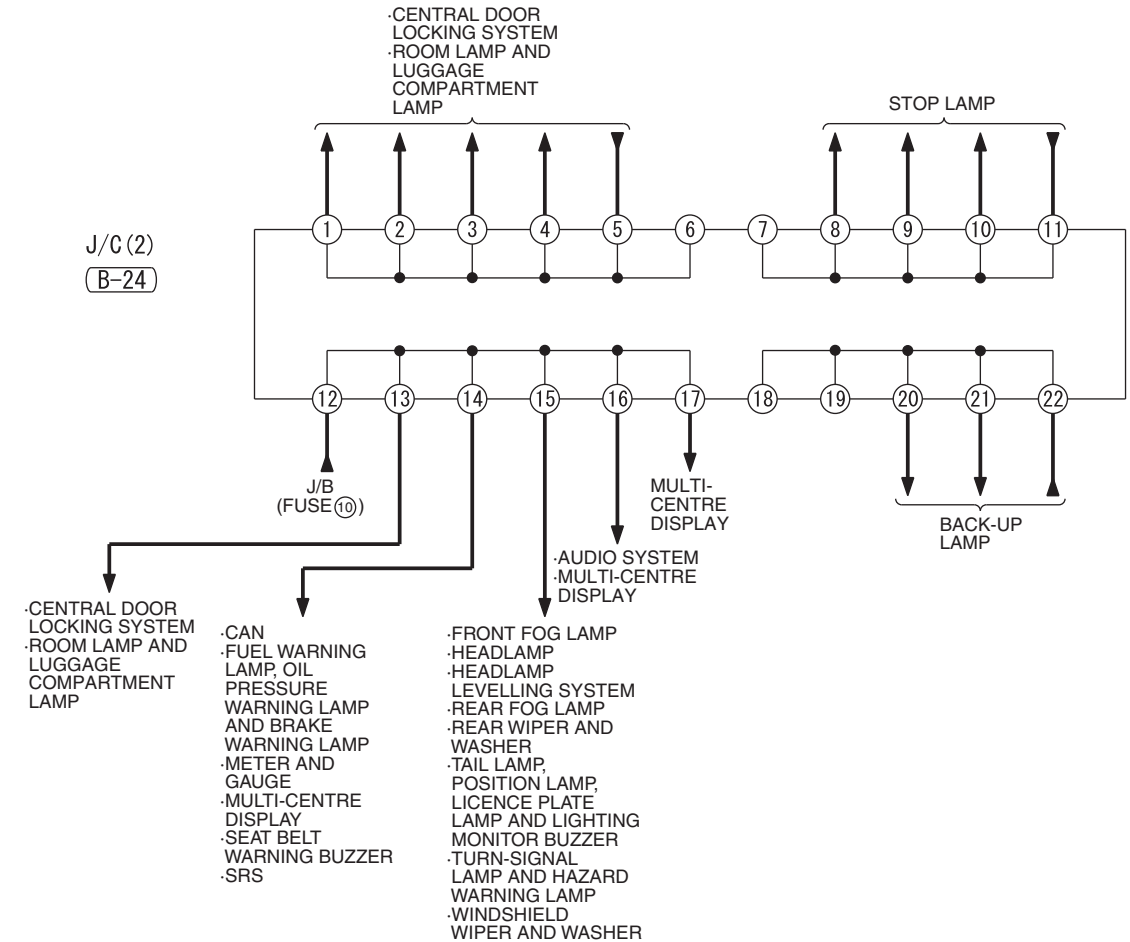 ·CENTRAL DOOR
LOCKING SYSTEM
·ROOM LAMP AND
LUGGAGE
COMPARTMENT
LAMP
STOP LAMP
1 2 3 4 5 6 7 8 9 10 11
J/C(2)
B-24
12 13 14 15 16 17 18 19 20 21 22
J/B
(FUSE⑩)
MULTI-
CENTRE
DISPLAY
BACK-UP
LAMP
·AUDIO SYSTEM
·MULTI-CENTRE
DISPLAY
·CENTRAL DOOR
LOCKING SYSTEM
·ROOM LAMP AND
LUGGAGE
COMPARTMENT
LAMP
·CAN
·FUEL WARNING
LAMP, OIL
PRESSURE
WARNING LAMP
AND BRAKE
WARNING LAMP
·METER AND
GAUGE
·MULTI-CENTRE
DISPLAY
·SEAT BELT
WARNING BUZZER
·SRS
·FRONT FOG LAMP
·HEADLAMP
·HEADLAMP
LEVELLING SYSTEM
·REAR FOG LAMP
·REAR WIPER AND
WASHER
·TAIL LAMP,
POSITION LAMP,
LICENCE PLATE
LAMP AND LIGHTING
MONITOR BUZZER
·TURN-SIGNAL
LAMP AND HAZARD
WARNING LAMP
·WINDSHIELD
WIPER AND WASHER